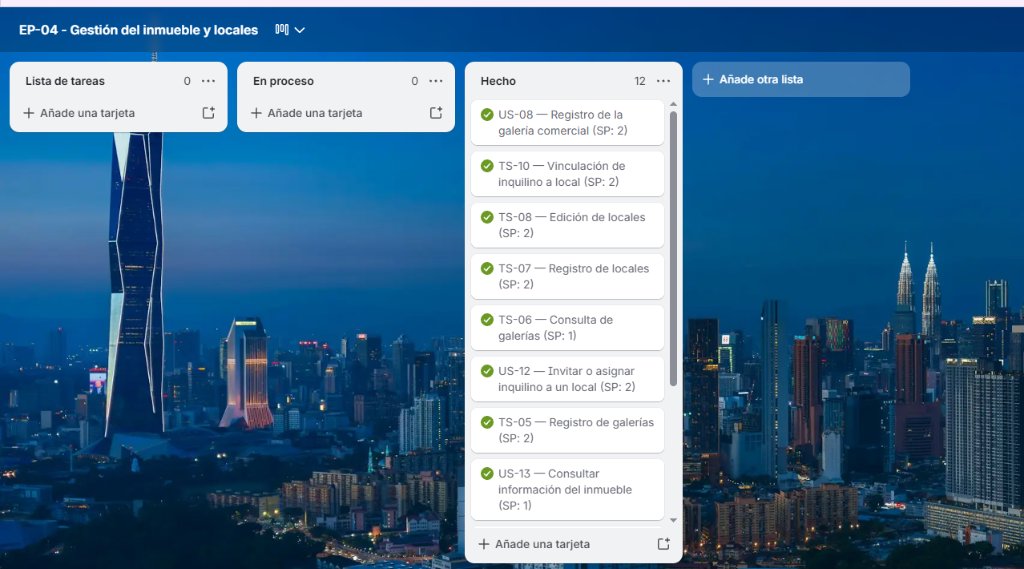 EP-04 - Gestión del inmueble y locales
Lista de tareas 0
Añade una tarjeta
En proceso 0
Añade una tarjeta
Hecho 12
US-08 — Registro de la
galería comercial (SP: 2)
TS-10 — Vinculación de
inquilino a local (SP: 2)
TS-08 — Edición de locales
(SP: 2)
TS-07 — Registro de locales
(SP: 2)
TS-06 — Consulta de
galerías (SP: 1)
US-12 — Invitar o asignar
inquilino a un local (SP: 2)
TS-05 — Registro de galerías
(SP: 2)
US-13 — Consultar
información del inmueble
(SP: 1)
Añade una tarjeta
Añade otra lista